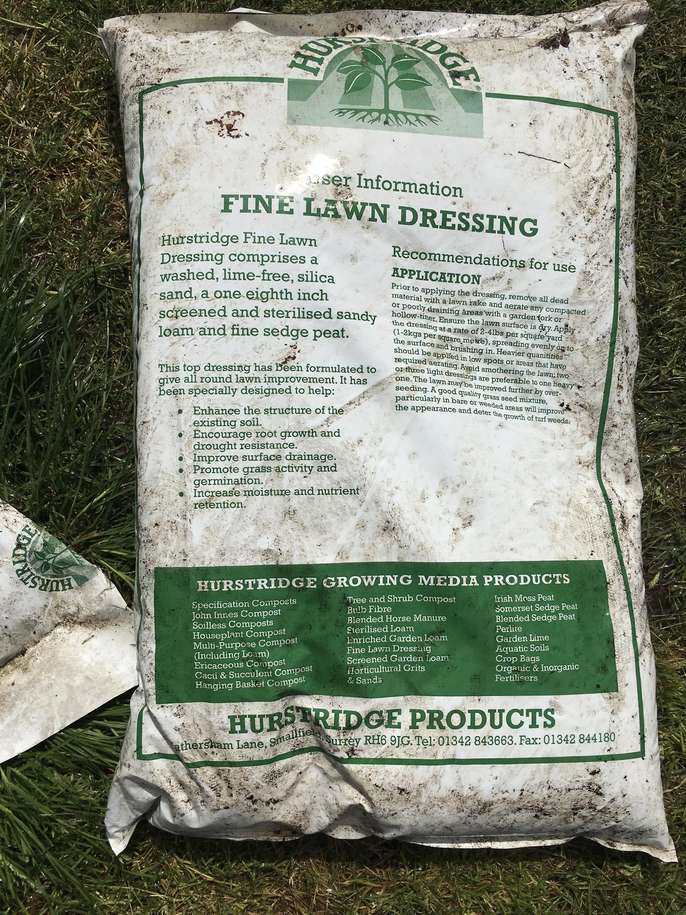 HURSTRIDGE
User Information
FINE LAWN DRESSING
Hurstridge Fine Lawn
Dressing comprises a
washed, lime-free, silica
sand, a one eighth inch
screened and sterilised sandy
loam and fine sedge peat.
This top dressing has been formulated to
give all round lawn improvement. It has
been specially designed to help:
• Enhance the structure of the
existing soil.
• Encourage root growth and
drought resistance.
• Improve surface drainage.
• Promote grass activity and
germination.
• Increase moisture and nutrient
retention.
Recommendations for use
APPLICATION
Prior to applying the dressing, remove all dead
material with a lawn rake and aerate any compacted
or poorly draining areas with a garden fork or
hollow-tiner. Ensure the lawn surface is dry. Apply
the dressing at a rate of 2-4lbs per square yard
(1-2kgs per square metre), spreading evenly onto
the surface and brushing in. Heavier quantities
should be applied in low spots or areas that have
required aerating. Avoid smothering the lawn; two
or three light dressings are preferable to one heavy
one. The lawn may be improved further by over-
seeding. A good quality grass seed mixture,
particularly in bare or weeded areas will improve
the appearance and deter the growth of turf weeds.
HURSTRIDGE
HURSTRIDGE GROWING MEDIA PRODUCTS
Specification Composts
John Innes Compost
Soilless Composts
Houseplant Compost
Multi-Purpose Compost
(Including Loam)
Ericaceous Compost
Cacti & Succulent Compost
Hanging Basket Compost
Tree and Shrub Compost
Bulb Fibre
Blended Horse Manure
Sterilised Loam
Enriched Garden Loam
Fine Lawn Dressing
Screened Garden Loam
Horticultural Grits
& Sands
Irish Moss Peat
Somerset Sedge Peat
Blended Sedge Peat
Perlite
Garden Lime
Aquatic Soils
Crop Bags
Organic & Inorganic
Fertilisers
HURSTRIDGE PRODUCTS
Lane, Smallfield, Surrey RH6 9JG. Tel: 01342 843663. Fax: 01342 844180